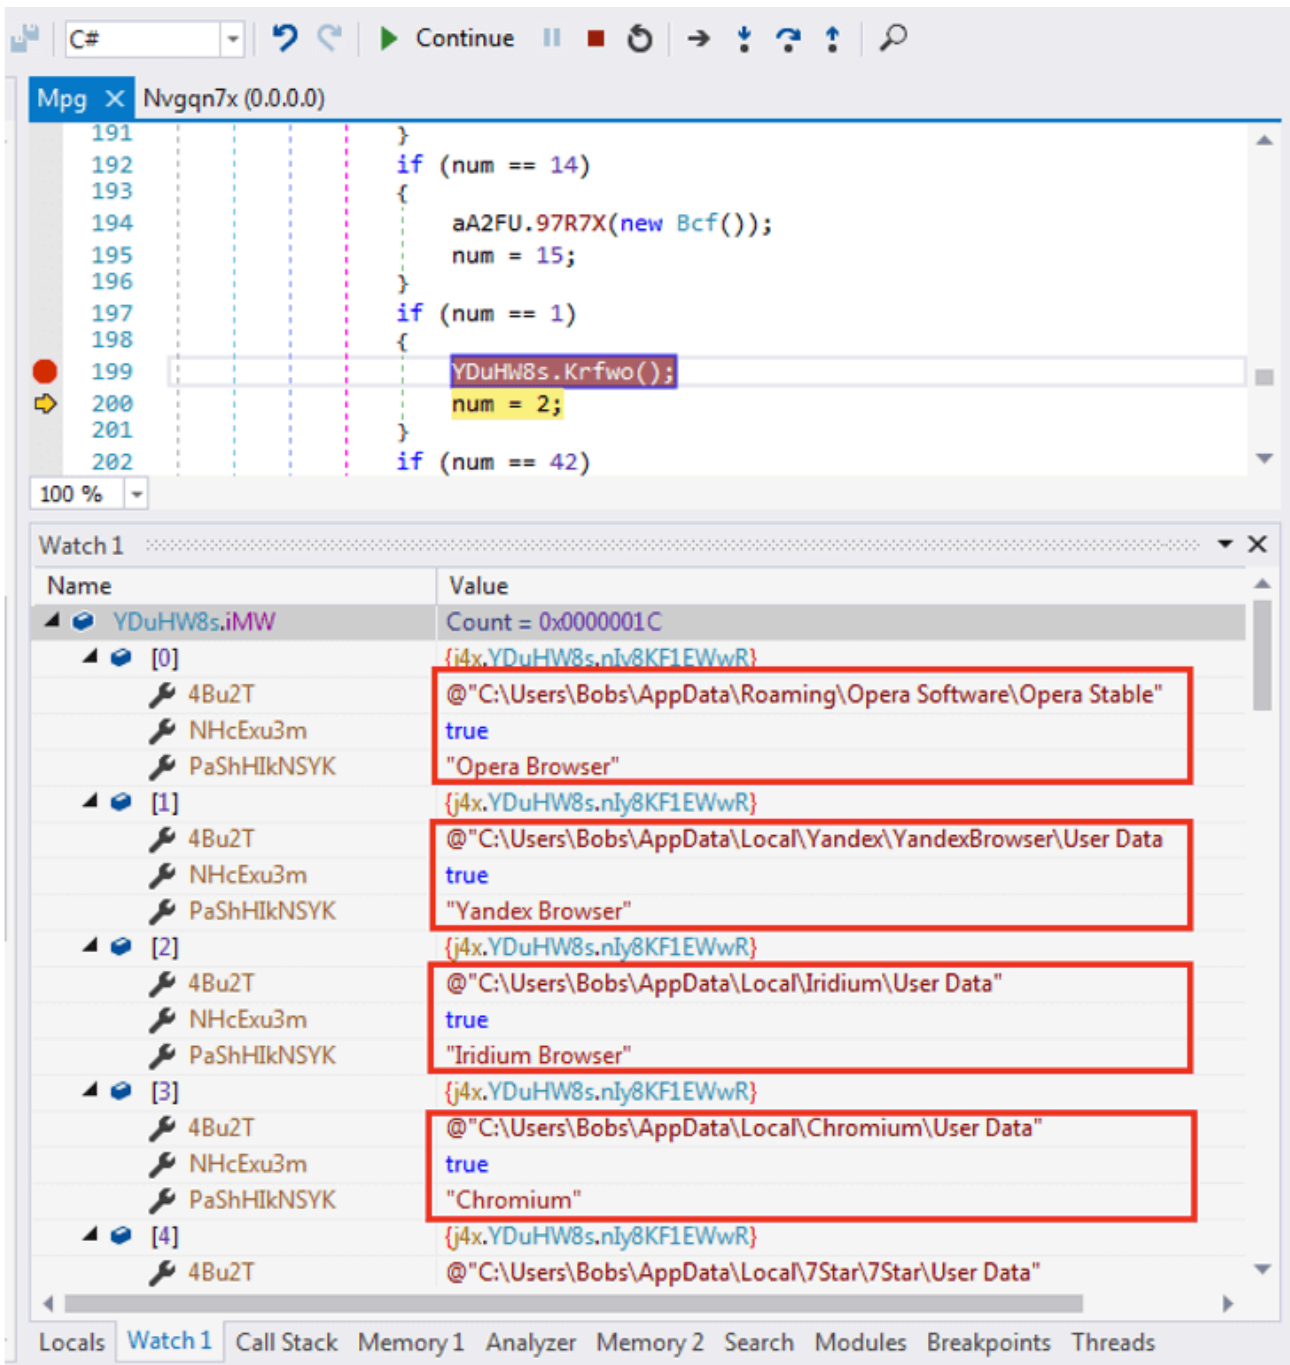 C# Continue
Mpg Nvgqn7x (0.0.0.0)
191 }
192 if (num == 14)
193 {
194 aA2FU.97R7X(new Bcf());
195 num = 15;
196 }
197 if (num == 1)
198 {
199 YDuHW8s.Krfwo();
200 num = 2;
201 }
202 if (num == 42)
100 %
Watch 1
Name Value
YDuHW8s.iMW Count = 0x0000001C
[0] {j4x.YDuHW8s.nIy8KF1EWwR}
4Bu2T @"C:\Users\Bobs\AppData\Roaming\Opera Software\Opera Stable"
NHcExu3m true
PaShHIkNSYK "Opera Browser"
[1] {j4x.YDuHW8s.nIy8KF1EWwR}
4Bu2T @"C:\Users\Bobs\AppData\Local\Yandex\YandexBrowser\User Data
NHcExu3m true
PaShHIkNSYK "Yandex Browser"
[2] {j4x.YDuHW8s.nIy8KF1EWwR}
4Bu2T @"C:\Users\Bobs\AppData\Local\Iridium\User Data"
NHcExu3m true
PaShHIkNSYK "Iridium Browser"
[3] {j4x.YDuHW8s.nIy8KF1EWwR}
4Bu2T @"C:\Users\Bobs\AppData\Local\Chromium\User Data"
NHcExu3m true
PaShHIkNSYK "Chromium"
[4] {j4x.YDuHW8s.nIy8KF1EWwR}
4Bu2T @"C:\Users\Bobs\AppData\Local\7Star\7Star\User Data"
Locals Watch 1 Call Stack Memory 1 Analyzer Memory 2 Search Modules Breakpoints Threads